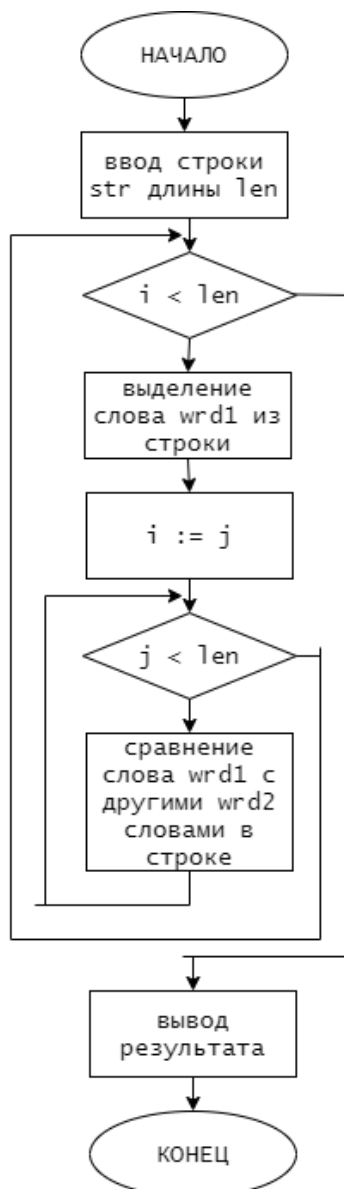 НАЧАЛО
ввод строки
str длины len
i < len
выделение
слова wrd1 из
строки
i := j
j < len
сравнение
слова wrd1 с
другими wrd2
словами в
строке
вывод
результата
КОНЕЦ